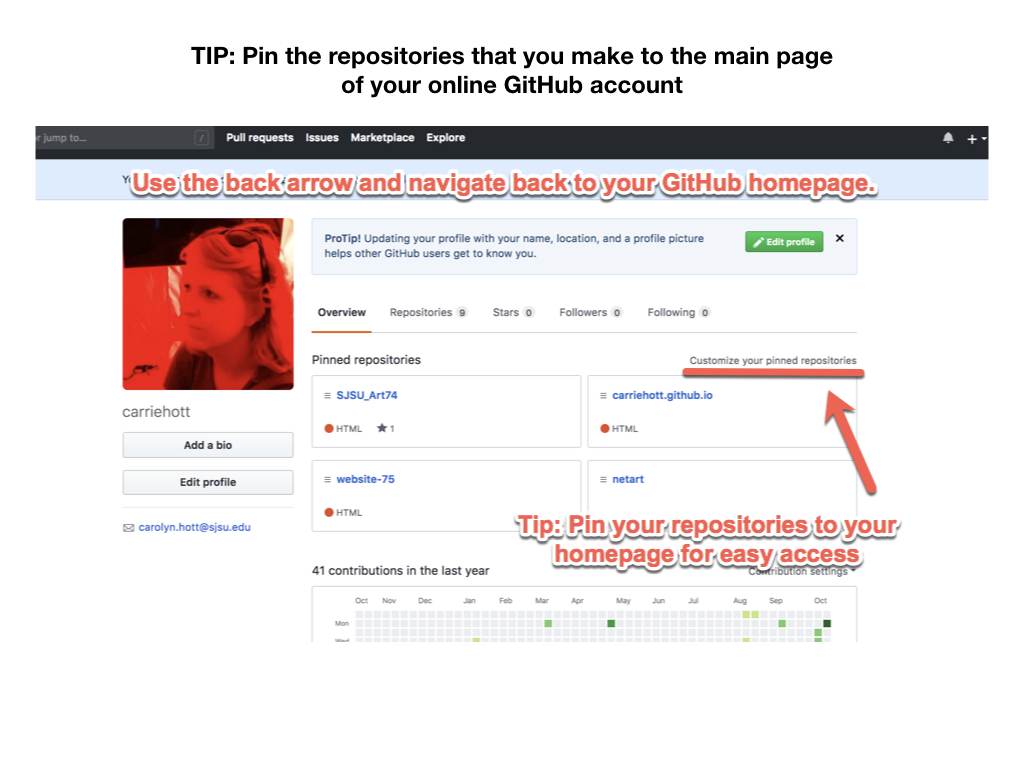 TIP: Pin the repositories that you make to the main page
of your online GitHub account
r jump to... /
Pull requests Issues Marketplace Explore
Use the back arrow and navigate back to your GitHub homepage.
ProTip! Updating your profile with your name, location, and a profile picture
helps other GitHub users get to know you.
Edit profile
Overview Repositories 9 Stars 0 Followers 0 Following 0
Pinned repositories
Customize your pinned repositories
SJSU_Art74
HTML 1
carriehott.github.io
HTML
carriehott
Add a bio
Edit profile
carolyn.hott@sjsu.edu
website-75
HTML
netart
Tip: Pin your repositories to your
homepage for easy access
41 contributions in the last year
Contribution settings
Oct Nov Dec Jan Feb Mar Apr May Jun Jul Aug Sep Oct
Mon
Wed